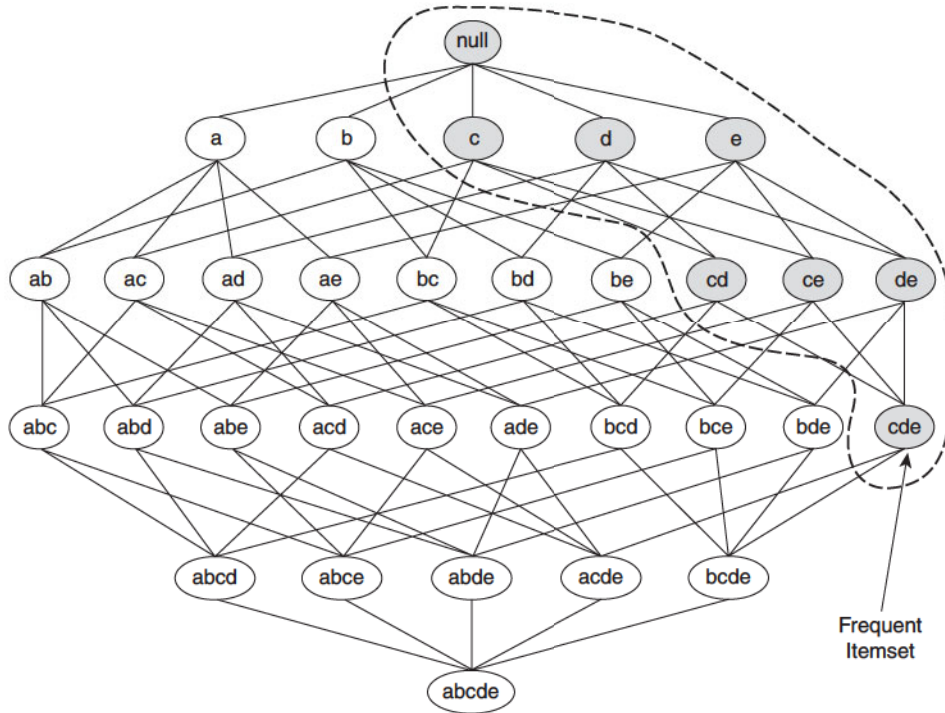 null
a b c d e
ab ac ad ae bc bd be cd ce de
abc abd abe acd ace ade bcd bce bde cde
abcd abce abde acde bcde
Frequent
Itemset
abcde